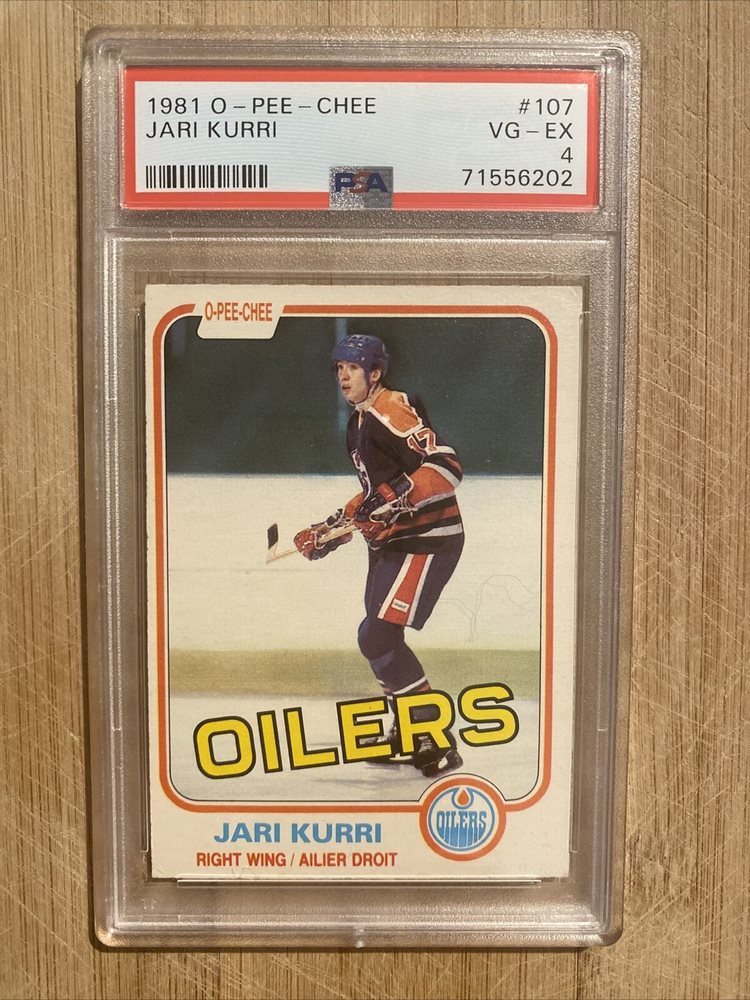 1981 O-PEE-CHEE #107
JARI KURRI VG-EX
4
71556202
PSA
O-PEE-CHEE
17
OILERS
OILERS
JARI KURRI
RIGHT WING / AILIER DROIT